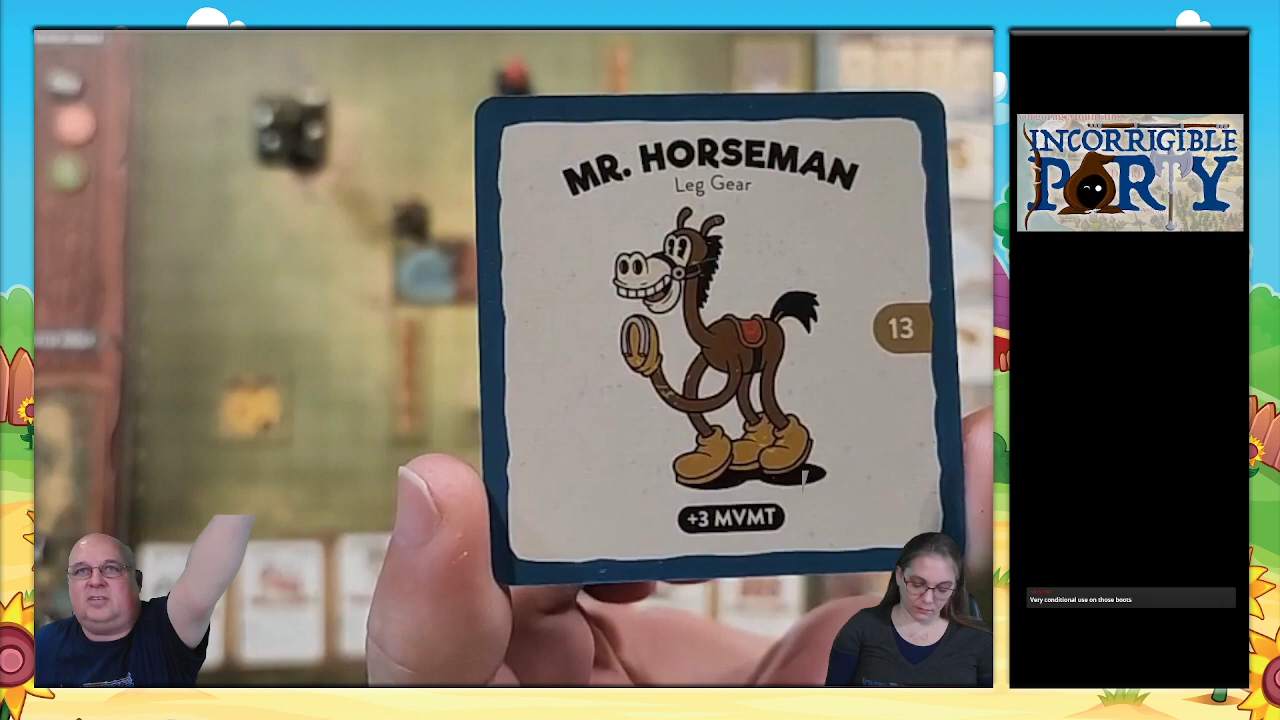 MR. HORSEMAN
Leg Gear
13
+3 MVMT
INCORRIGIBLE
PARTY
Very conditional use on those boots